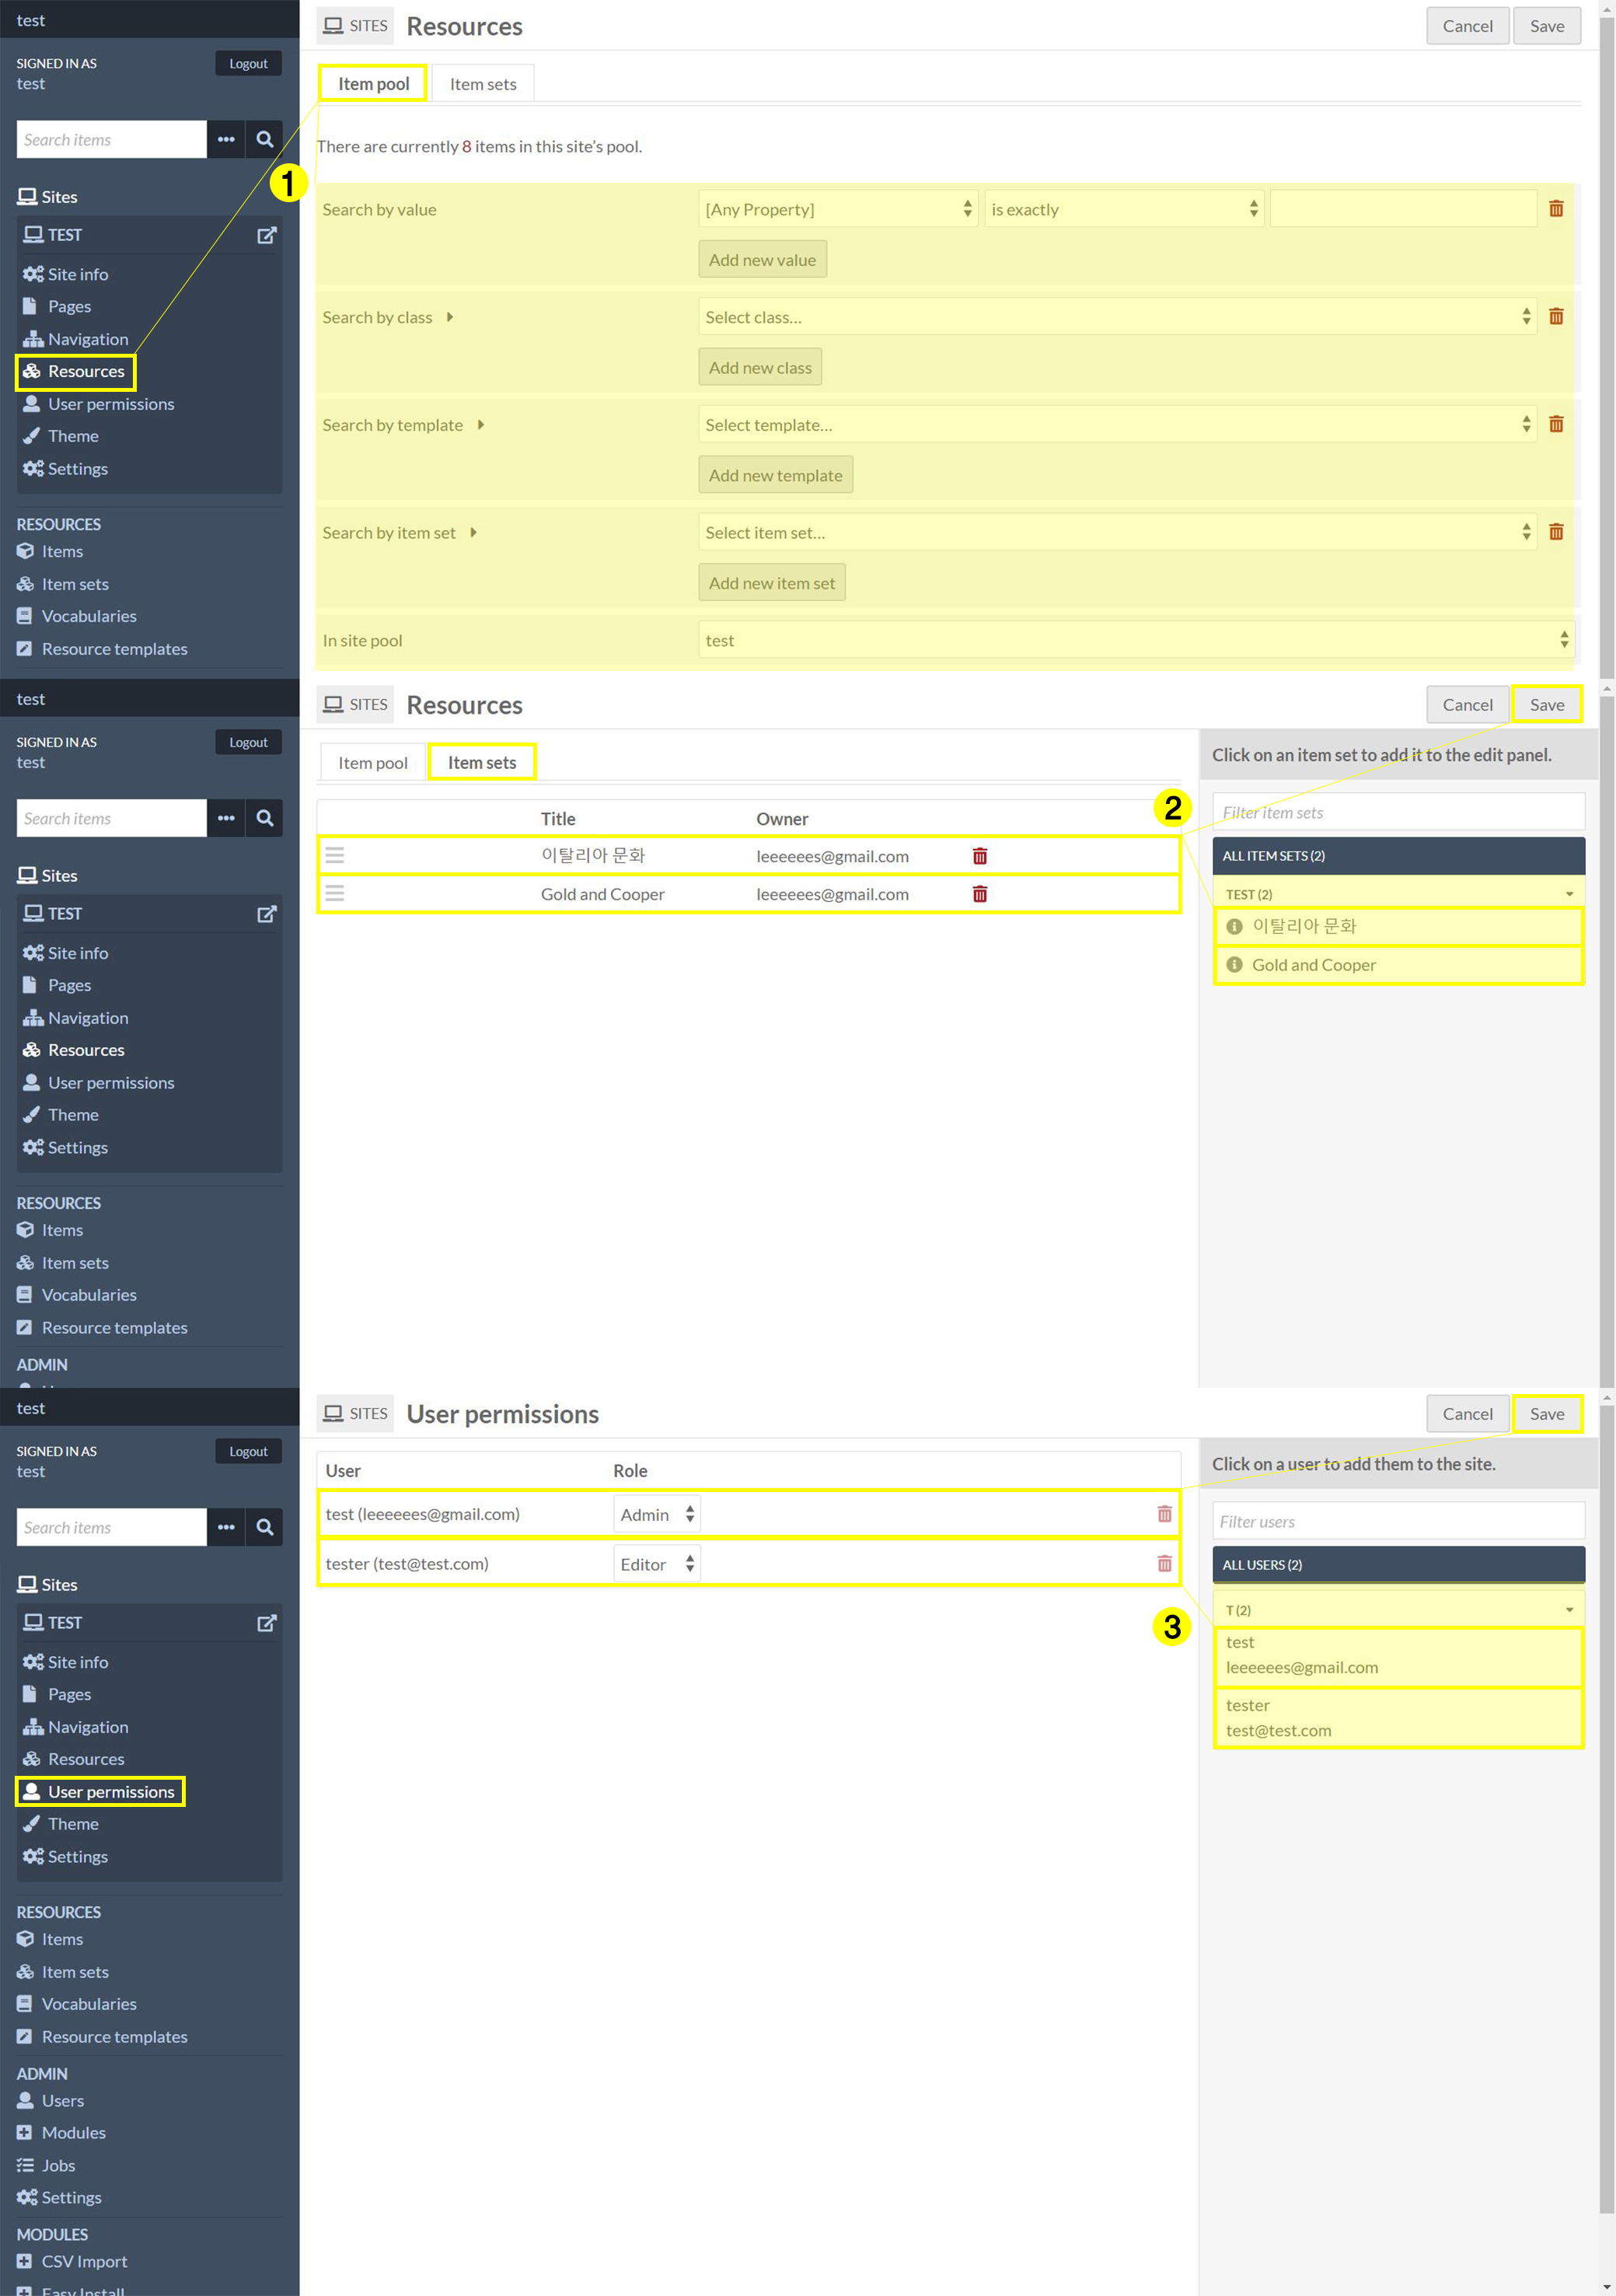 test
SIGNED IN AS
Logout
test
Search items
Sites
TEST
Site info
Pages
Navigation
Resources
User permissions
Theme
Settings
RESOURCES
Items
Item sets
Vocabularies
Resource templates
SITES Resources
Cancel Save
Item pool Item sets
There are currently 8 items in this site's pool.
1
Search by value [Any Property] is exactly
Add new value
Search by class Select class...
Add new class
Search by template Select template...
Add new template
Search by item set Select item set...
Add new item set
In site pool test
test
SIGNED IN AS
Logout
test
Search items
Sites
TEST
Site info
Pages
Navigation
Resources
User permissions
Theme
Settings
RESOURCES
Items
Item sets
Vocabularies
Resource templates
ADMIN
SITES Resources
Cancel Save
Item pool Item sets
Title Owner
이탈리아 문화 leeeeees@gmail.com
Gold and Cooper leeeeees@gmail.com
2
Click on an item set to add it to the edit panel.
Filter item sets
ALL ITEM SETS (2)
TEST (2)
이탈리아 문화
Gold and Cooper
test
SIGNED IN AS
Logout
test
Search items
Sites
TEST
Site info
Pages
Navigation
Resources
User permissions
Theme
Settings
RESOURCES
Items
Item sets
Vocabularies
Resource templates
ADMIN
Users
Modules
Jobs
Settings
MODULES
CSV Import
Easy Install
SITES User permissions
Cancel Save
User Role
test (leeeeees@gmail.com) Admin
tester (test@test.com) Editor
3
Click on a user to add them to the site.
Filter users
ALL USERS (2)
T (2)
test
leeeeees@gmail.com
tester
test@test.com